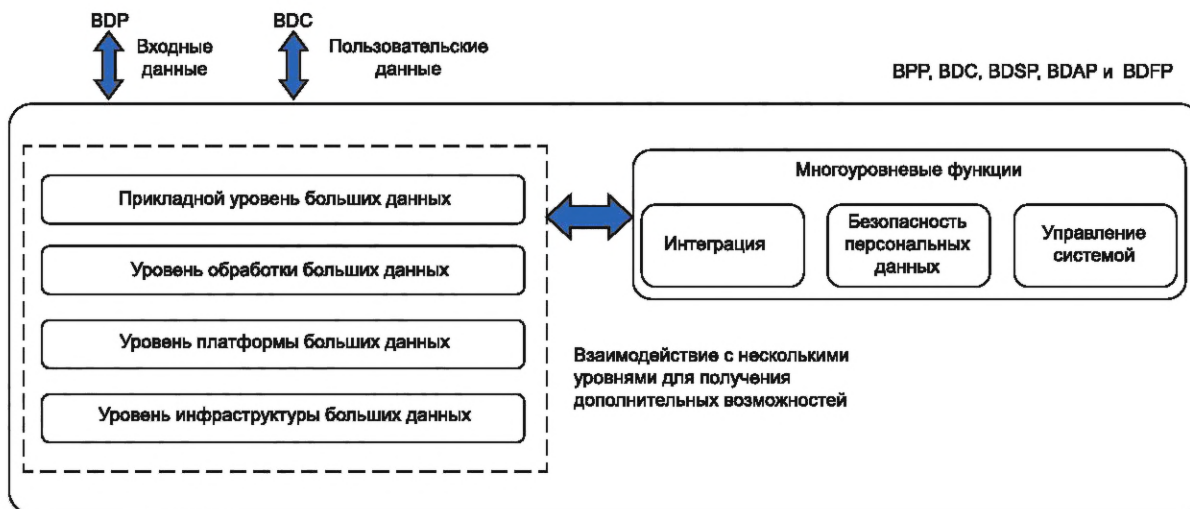 BDP
BDC
Входные
данные
Пользовательские
данные
BPP, BDC, BDSP, BDAP и BDFP
Прикладной уровень больших данных
Уровень обработки больших данных
Уровень платформы больших данных
Уровень инфраструктуры больших данных
Многоуровневые функции
Интеграция
Безопасность
персональных
данных
Управление
системой
Взаимодействие с несколькими
уровнями для получения
дополнительных возможностей